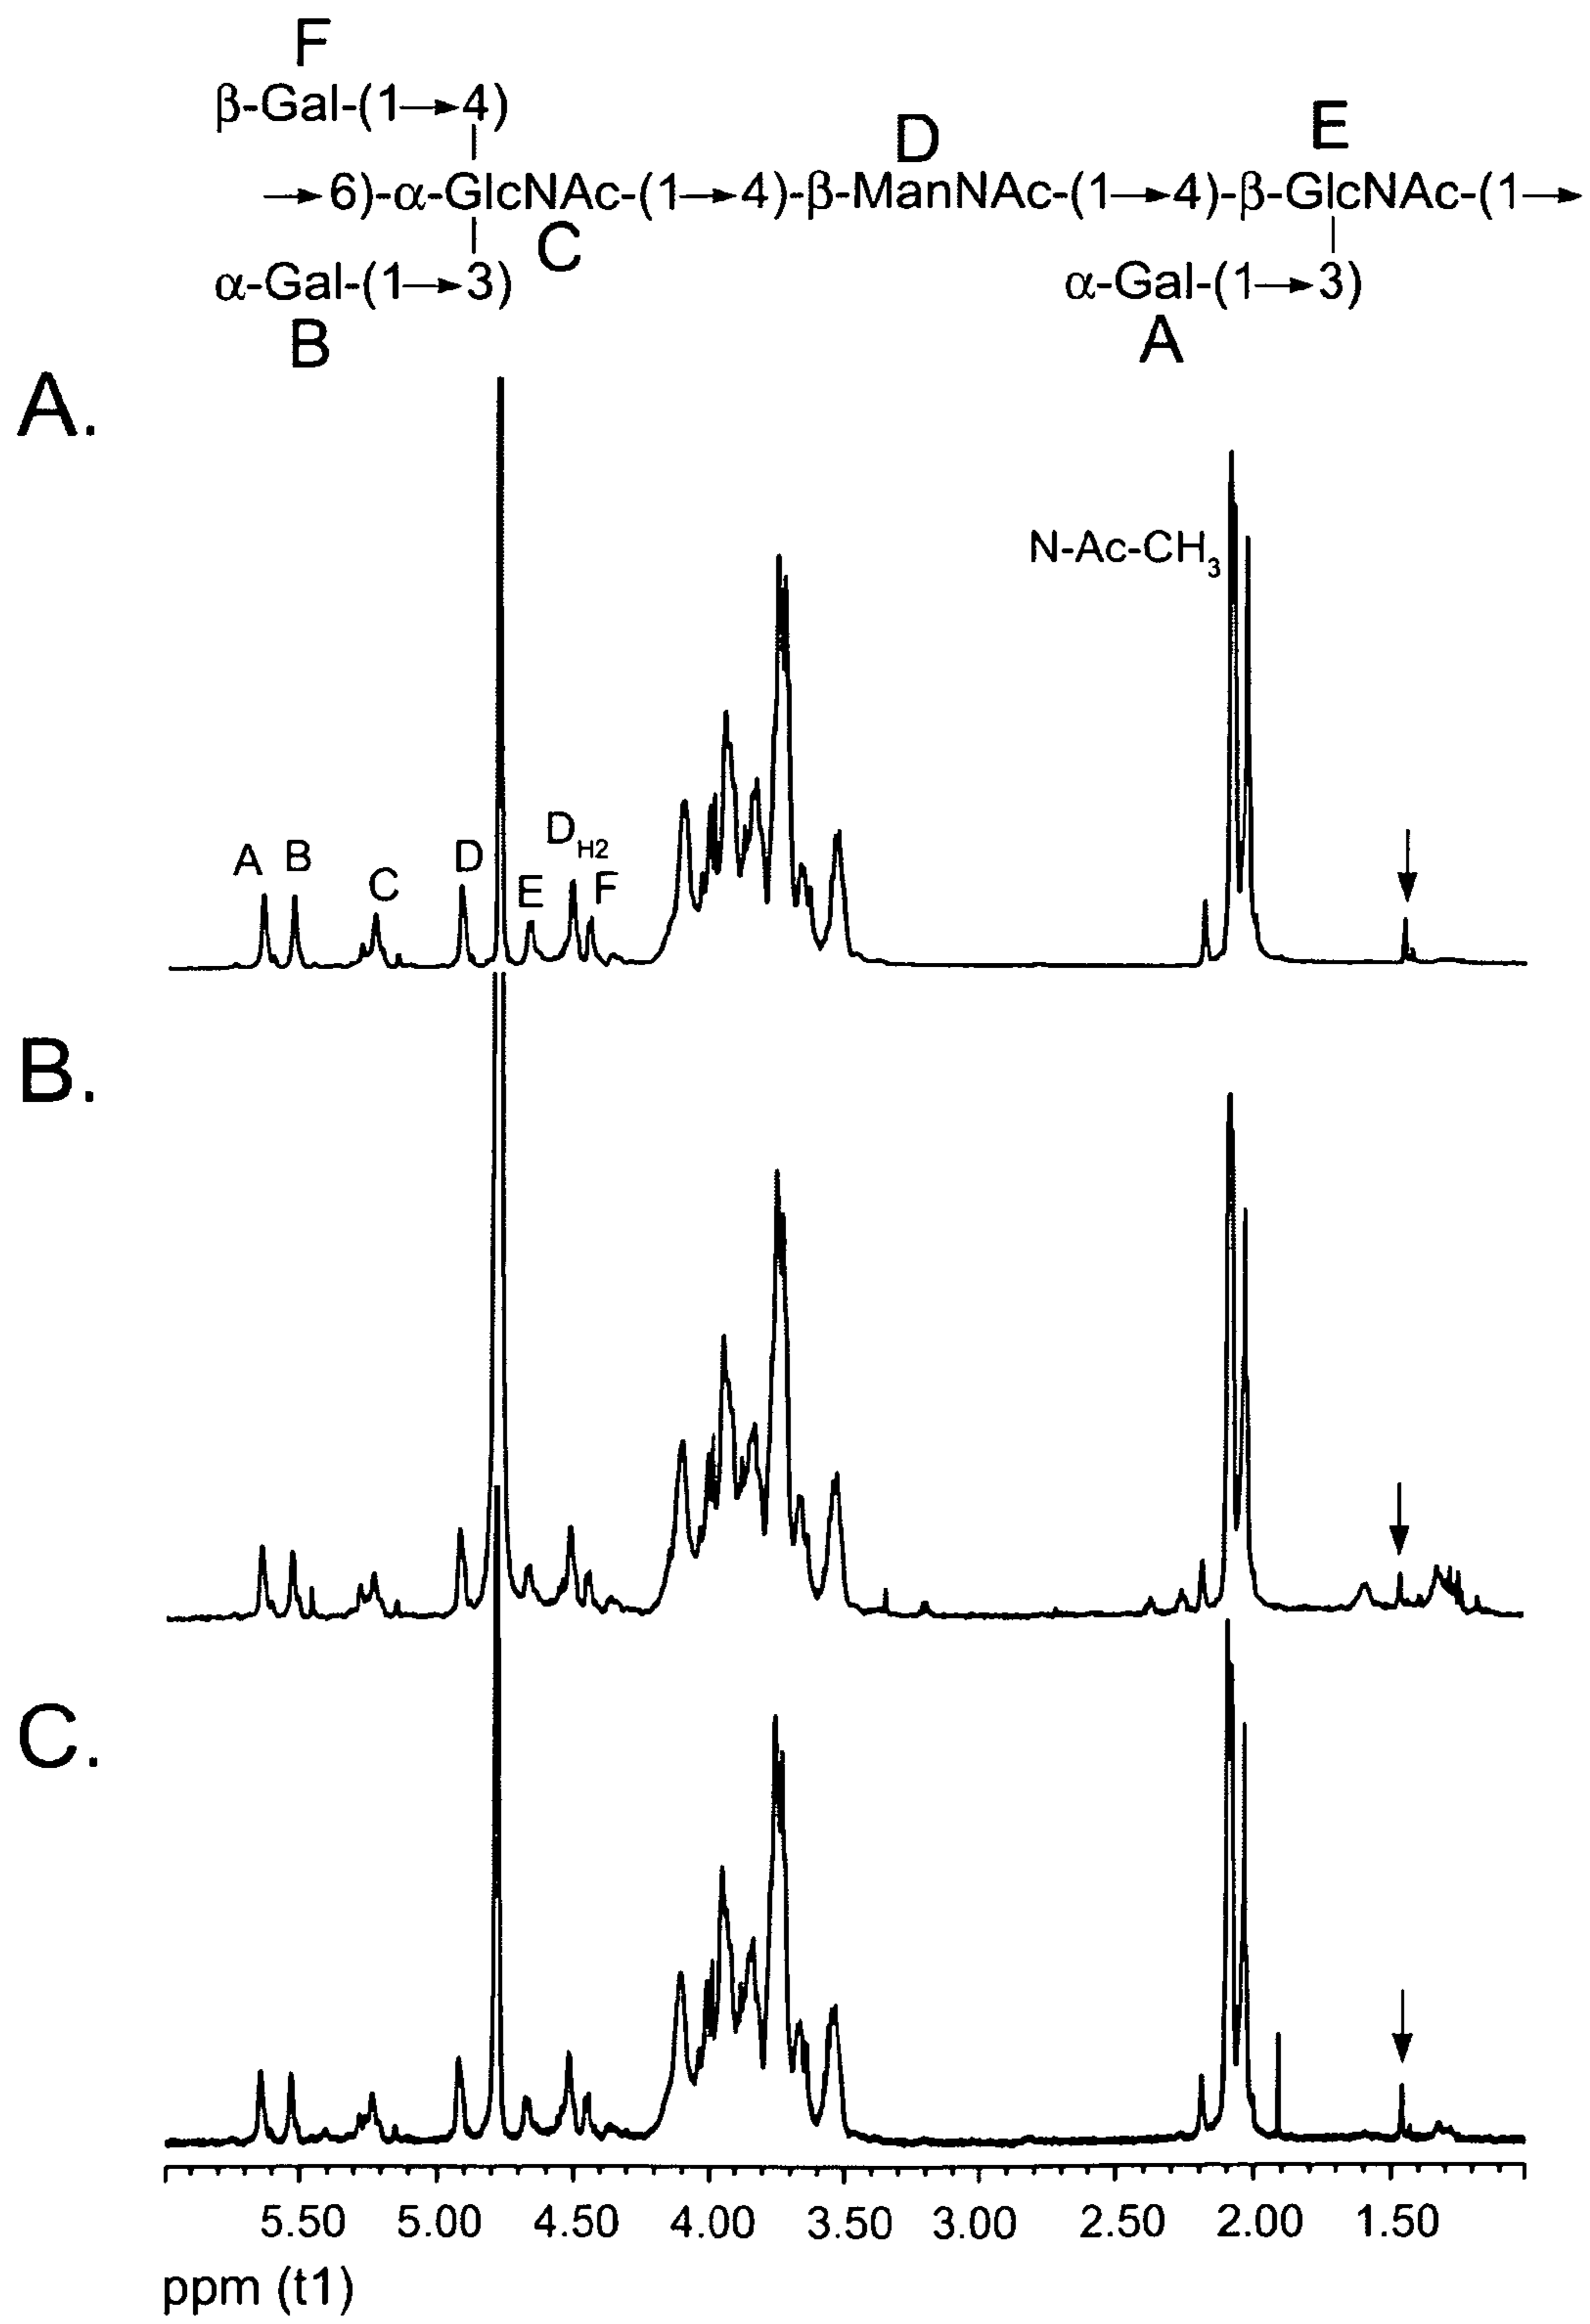 F
β-Gal-(1→4)
D
E
→6)-α-GlcNAc-(1→4)-β-ManNAc-(1→4)-β-GlcNAc-(1→
C
α-Gal-(1→3)
α-Gal-(1→3)
B
A
A.
N-Ac-CH3
A
B
C
D
E
DH2
F
B.
C.
5.50 5.00 4.50 4.00 3.50 3.00 2.50 2.00 1.50
ppm (t1)